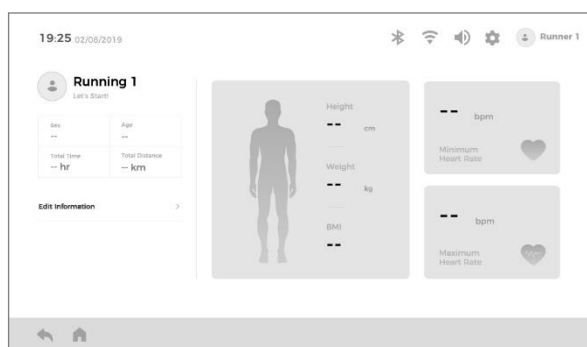 19:25 02/08/2019
Runner 1
Running 1
Let's Start!
Sex
--
Age
--
Total Time
-- hr
Total Distance
-- km
Edit Information >
Height
-- cm
Weight
-- kg
BMI
--
-- bpm
Minimum
Heart Rate
-- bpm
Maximum
Heart Rate